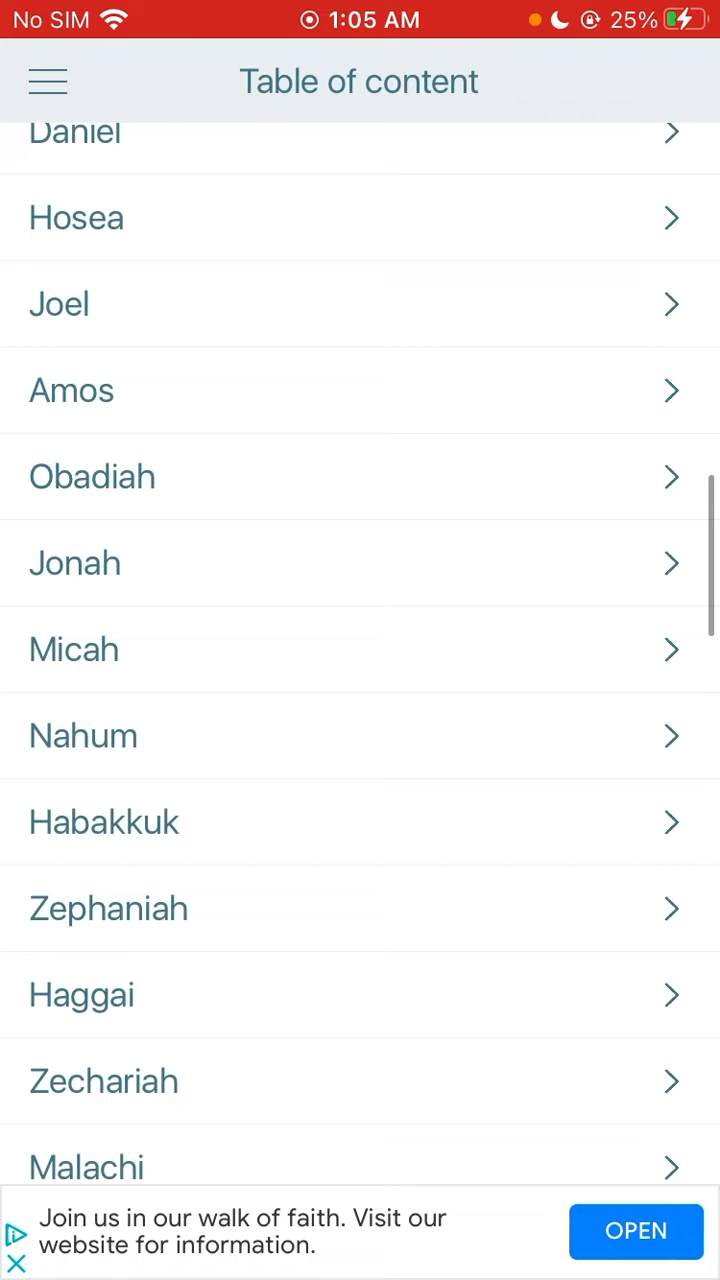 No SIM 1:05 AM 25%
Table of content
Daniel
Hosea
Joel
Amos
Obadiah
Jonah
Micah
Nahum
Habakkuk
Zephaniah
Haggai
Zechariah
Malachi
Join us in our walk of faith. Visit our
website for information.
OPEN